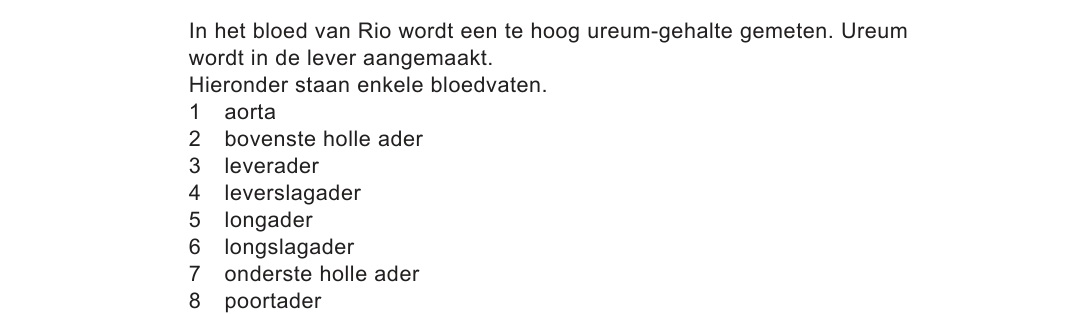 In het bloed van Rio wordt een te hoog ureum-gehalte gemeten. Ureum
wordt in de lever aangemaakt.
Hieronder staan enkele bloedvaten.
1 aorta
2 bovenste holle ader
3 leverader
4 leverslagader
5 longader
6 longslagader
7 onderste holle ader
8 poortader